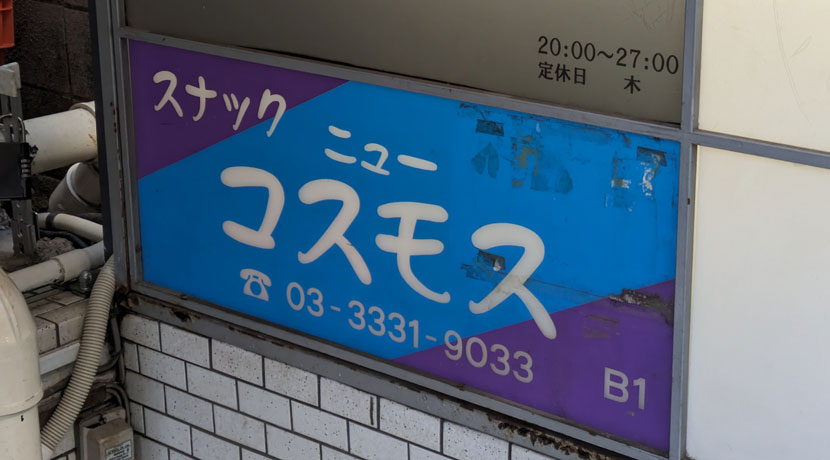 20:00〜27:00
定休日 木
スナック
ニュー
コスモス
☎ 03-3331-9033
B1